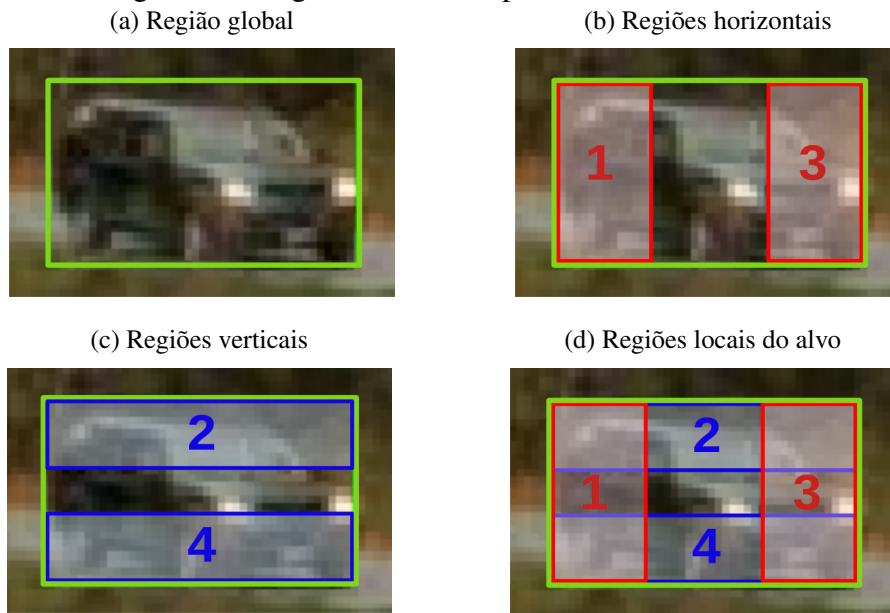 (a) Região global
(b) Regiões horizontais
1
3
(c) Regiões verticais
(d) Regiões locais do alvo
2
4
2
1
3
4